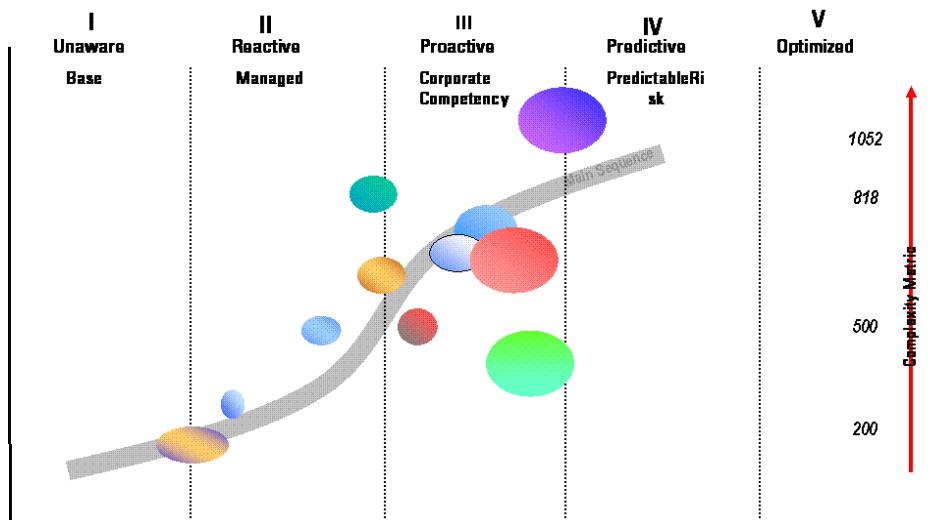 I
II
III
IV
V
Unaware
Reactive
Proactive
Predictive
Optimized
Base
Managed
Corporate
Competency
PredictableRi
sk
1052
818
500
200
Main Sequence
Complexity Metric